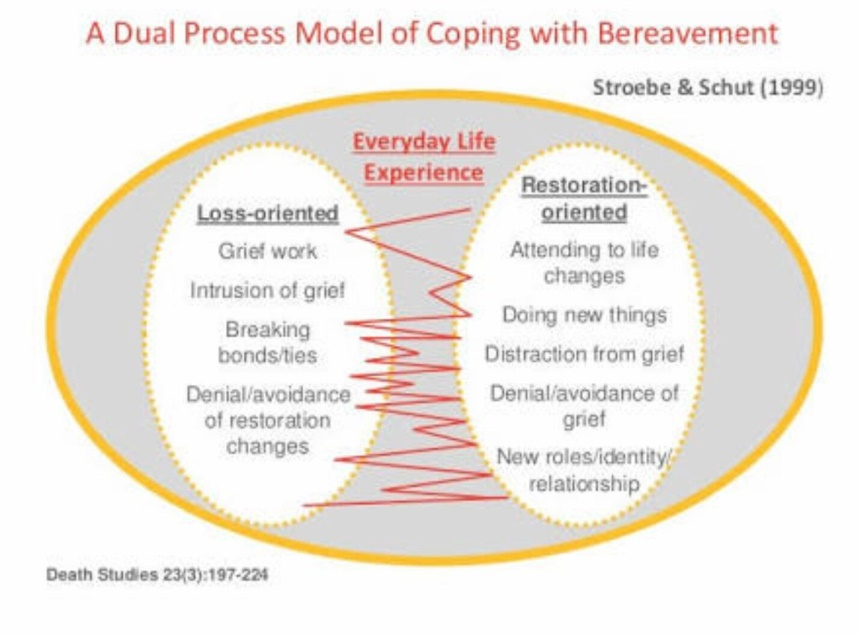 A Dual Process Model of Coping with Bereavement
Stroebe & Schut (1999)
Everyday Life
Experience
Loss-oriented
Grief work
Intrusion of grief
Breaking
bonds/ties
Denial/avoidance
of restoration
changes
Restoration-
oriented
Attending to life
changes
Doing new things
Distraction from grief
Denial/avoidance of
grief
New roles/identity/
relationship
Death Studies 23(3):197-224